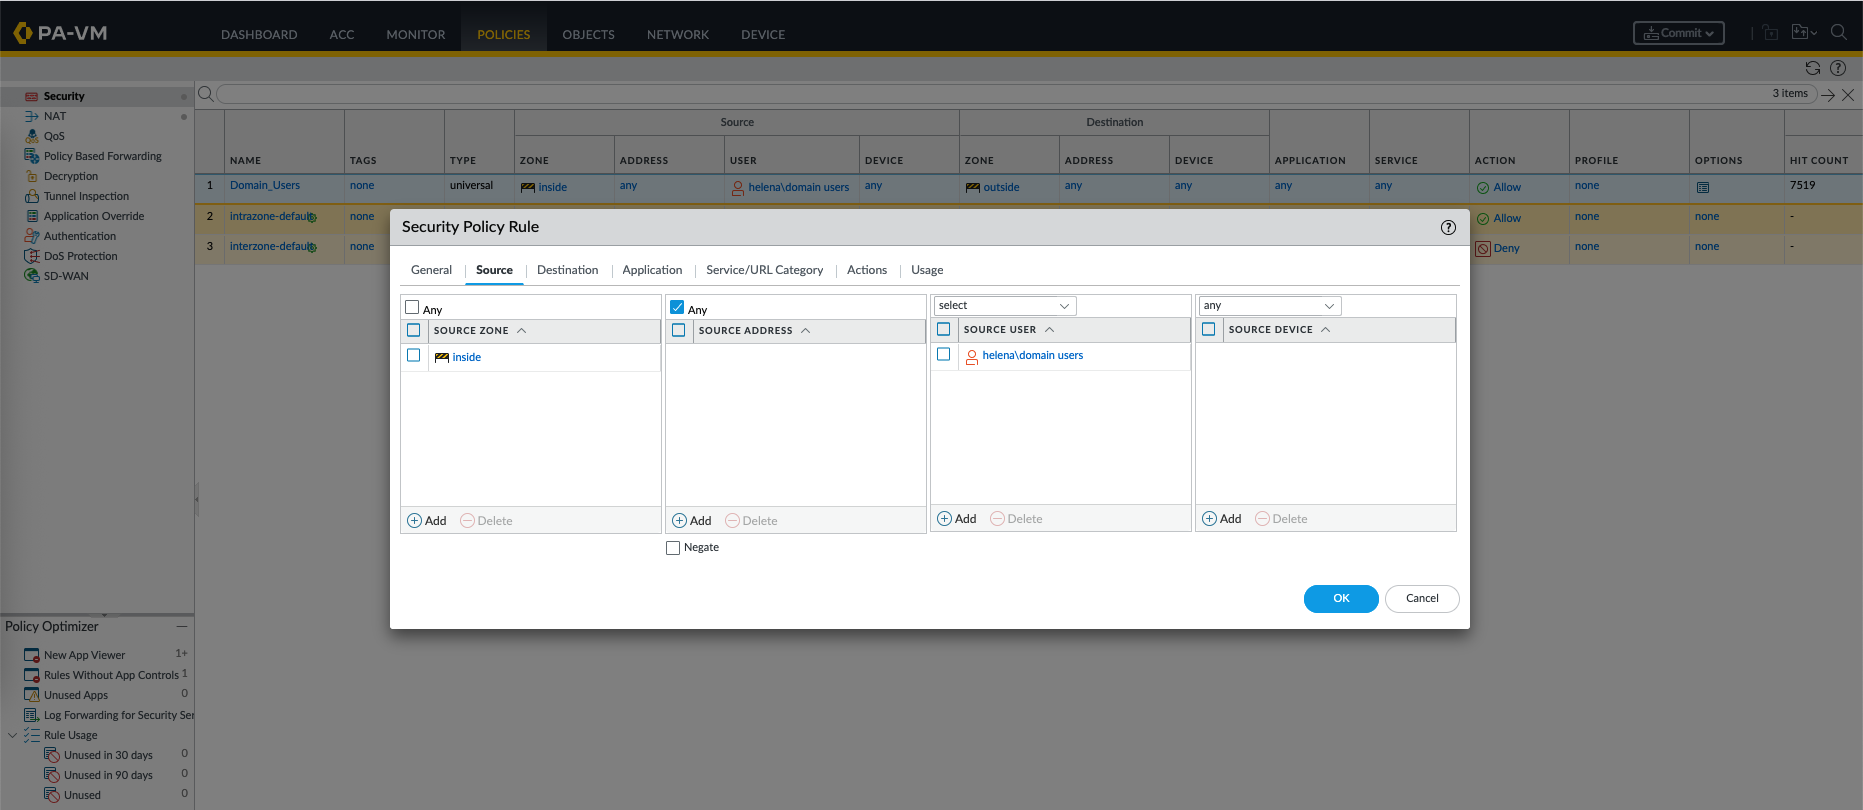 PA-VM
DASHBOARD ACC MONITOR POLICIES OBJECTS NETWORK DEVICE
Commit
Security
NAT
QoS
Policy Based Forwarding
Decryption
Tunnel Inspection
Application Override
Authentication
DoS Protection
SD-WAN
3 items
Source Destination
NAME TAGS TYPE ZONE ADDRESS USER DEVICE ZONE ADDRESS DEVICE APPLICATION SERVICE ACTION PROFILE OPTIONS HIT COUNT
1 Domain_Users none universal inside any helena\domain users any outside any any any any Allow none 7519
2 intrazone-default none Allow none none -
3 interzone-default none Deny none none -
Security Policy Rule ?
General Source Destination Application Service/URL Category Actions Usage
Any Any select any
SOURCE ZONE SOURCE ADDRESS SOURCE USER SOURCE DEVICE
inside helena\domain users
Add Delete Add Delete Add Delete Add Delete
Negate
OK Cancel
Policy Optimizer
New App Viewer 1+
Rules Without App Controls 1
Unused Apps 0
Log Forwarding for Security Ser
Rule Usage
Unused in 30 days 0
Unused in 90 days 0
Unused 0